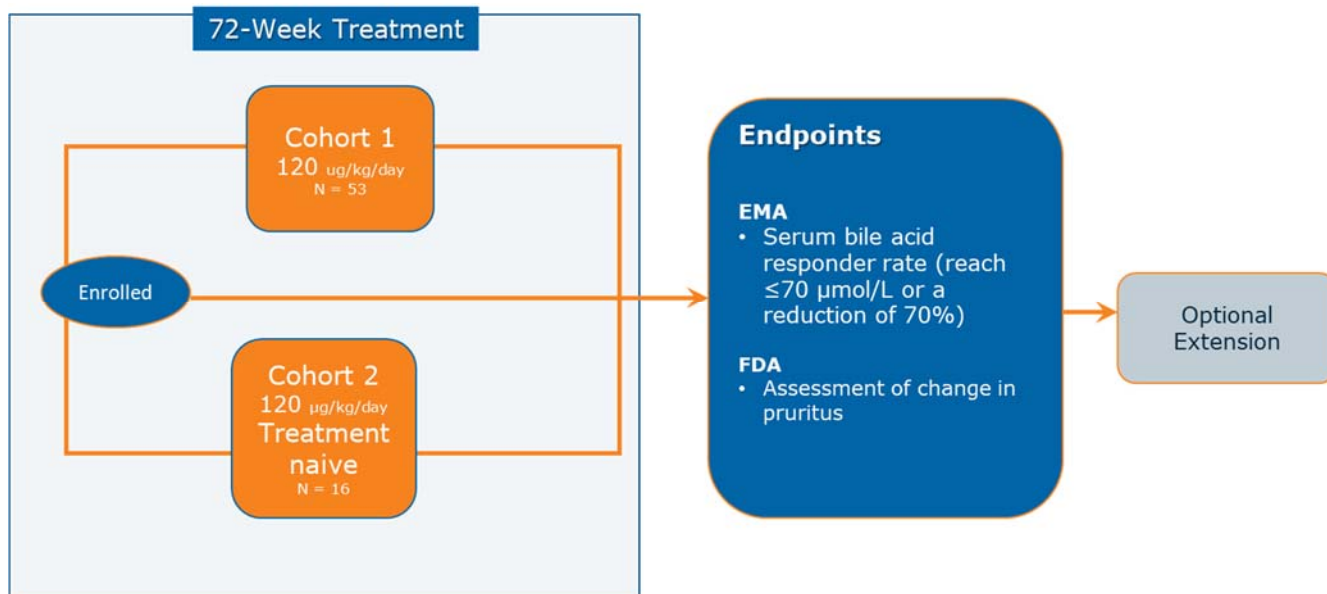 72-Week Treatment
Cohort 1
120 ug/kg/day
N = 53
Enrolled
Cohort 2
120 µg/kg/day
Treatment
naive
N = 16
Endpoints
EMA
• Serum bile acid
responder rate (reach
≤70 µmol/L or a
reduction of 70%)
FDA
• Assessment of change in
pruritus
Optional
Extension